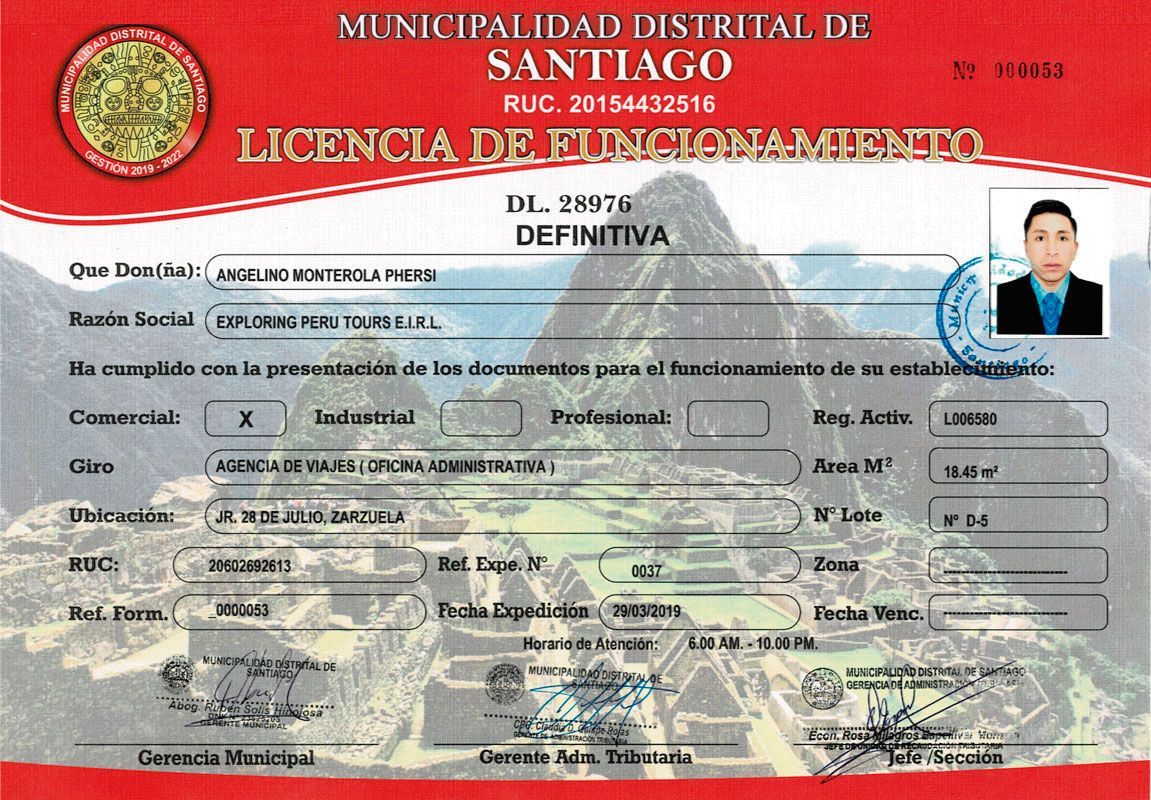 MUNICIPALIDAD DISTRITAL DE SANTIAGO
GESTIÓN 2019 - 2022
MUNICIPALIDAD DISTRITAL DE
SANTIAGO
Nº 000053
RUC. 20154432516
LICENCIA DE FUNCIONAMIENTO
DL. 28976
DEFINITIVA
Que Don(ña): ANGELINO MONTEROLA PHERSI
Razón Social EXPLORING PERU TOURS E.I.R.L.
Ha cumplido con la presentación de los documentos para el funcionamiento de su establecimiento:
Comercial: X Industrial Profesional: Reg. Activ. L006580
Giro AGENCIA DE VIAJES ( OFICINA ADMINISTRATIVA ) Area M² 18.45 m²
Ubicación: JR. 28 DE JULIO, ZARZUELA N° Lote Nº D-5
RUC: 20602692613 Ref. Expe. N° 0037 Zona ------------------------
Ref. Form. _0000053 Fecha Expedición 29/03/2019 Fecha Venc. ------------------------
Horario de Atención: 6.00 AM. - 10.00 PM.
MUNICIPALIDAD DISTRITAL DE
SANTIAGO
Abog. Ruben Solis Hinojosa
GERENTE MUNICIPAL
Gerencia Municipal
MUNICIPALIDAD DISTRITAL DE
SANTIAGO
CPC. Claudia D. Quispe Rojas
GERENTE DE ADMINISTRACIÓN TRIBUTARIA
Gerente Adm. Tributaria
MUNICIPALIDAD DISTRITAL DE SANTIAGO
GERENCIA DE ADMINISTRACIÓN
Econ. Rosa Milagros
JEFE DE UNIDAD DE RECAUDACIÓN TRIBUTARIA
Jefe /Sección